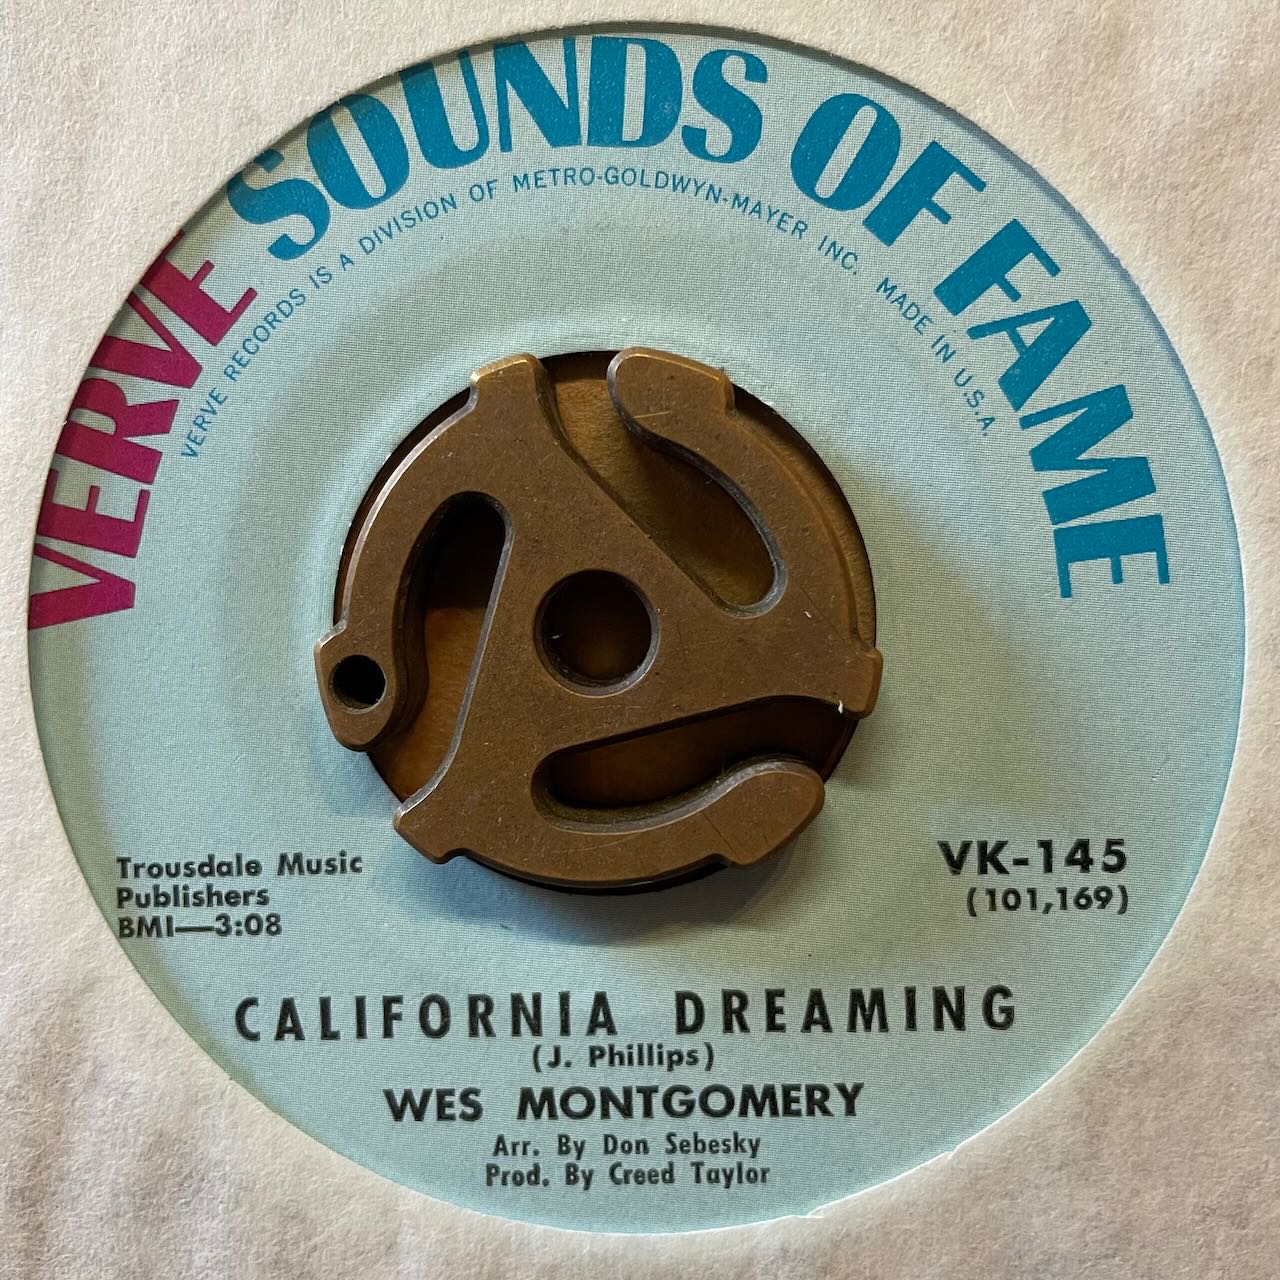 VERVE SOUNDS OF FAME
VERVE RECORDS IS A DIVISION OF METRO-GOLDWYN-MAYER INC. MADE IN U.S.A.
Trousdale Music
Publishers
BMI—3:08
VK-145
(101,169)
CALIFORNIA DREAMING
(J. Phillips)
WES MONTGOMERY
Arr. By Don Sebesky
Prod. By Creed Taylor